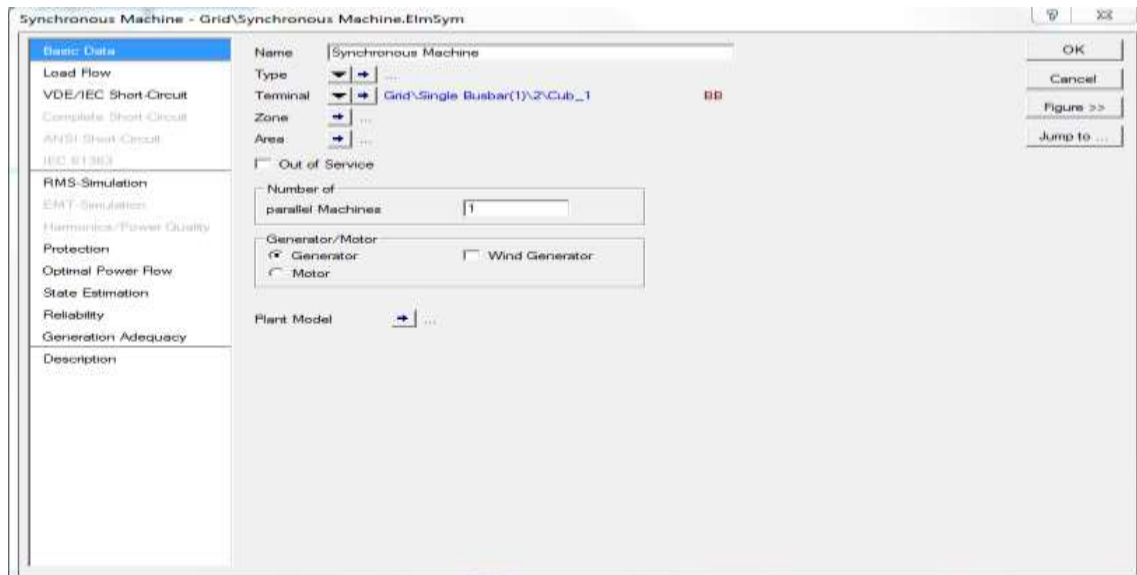 Synchronous Machine - Grid\Synchronous Machine.ElmSym
Basic Data
Load Flow
VDE/IEC Short-Circuit
Complete Short-Circuit
ANSI Short-Circuit
IEC 61363
RMS-Simulation
EMT-Simulation
Harmonics/Power Quality
Protection
Optimal Power Flow
State Estimation
Reliability
Generation Adequacy
Description
Name Synchronous Machine
Type ...
Terminal Grid\Single Busbar(1)\2\Cub_1 BB
Zone ...
Area ...
Out of Service
Number of
parallel Machines 1
Generator/Motor
Generator Wind Generator
Motor
Plant Model ...
OK
Cancel
Figure >>
Jump to ...